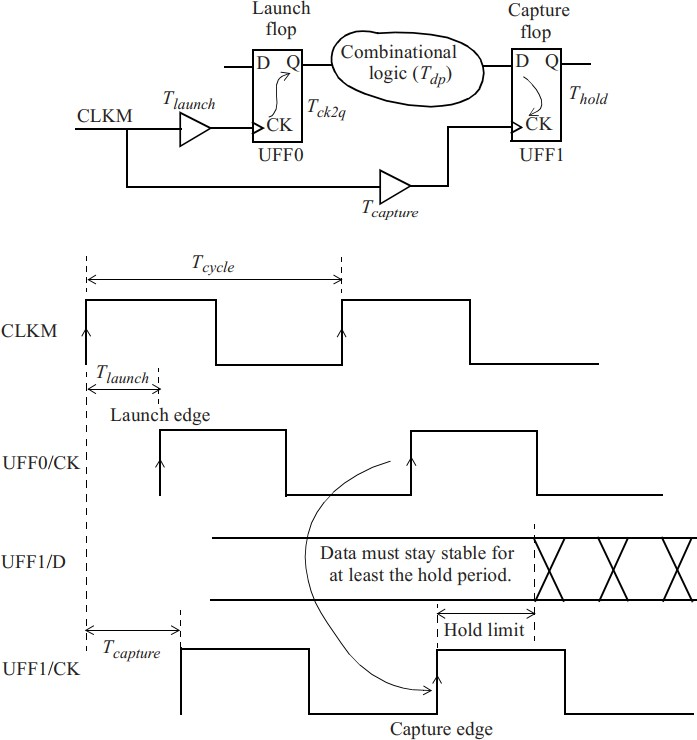 Launch
flop
Capture
flop
D Q
Combinational
logic (Tdp)
D Q
Tlaunch
Tck2q
Thold
CLKM
CK
CK
UFF0
UFF1
Tcapture
Tcycle
CLKM
Tlaunch
Launch edge
UFF0/CK
UFF1/D
Data must stay stable for
at least the hold period.
Hold limit
Tcapture
UFF1/CK
Capture edge